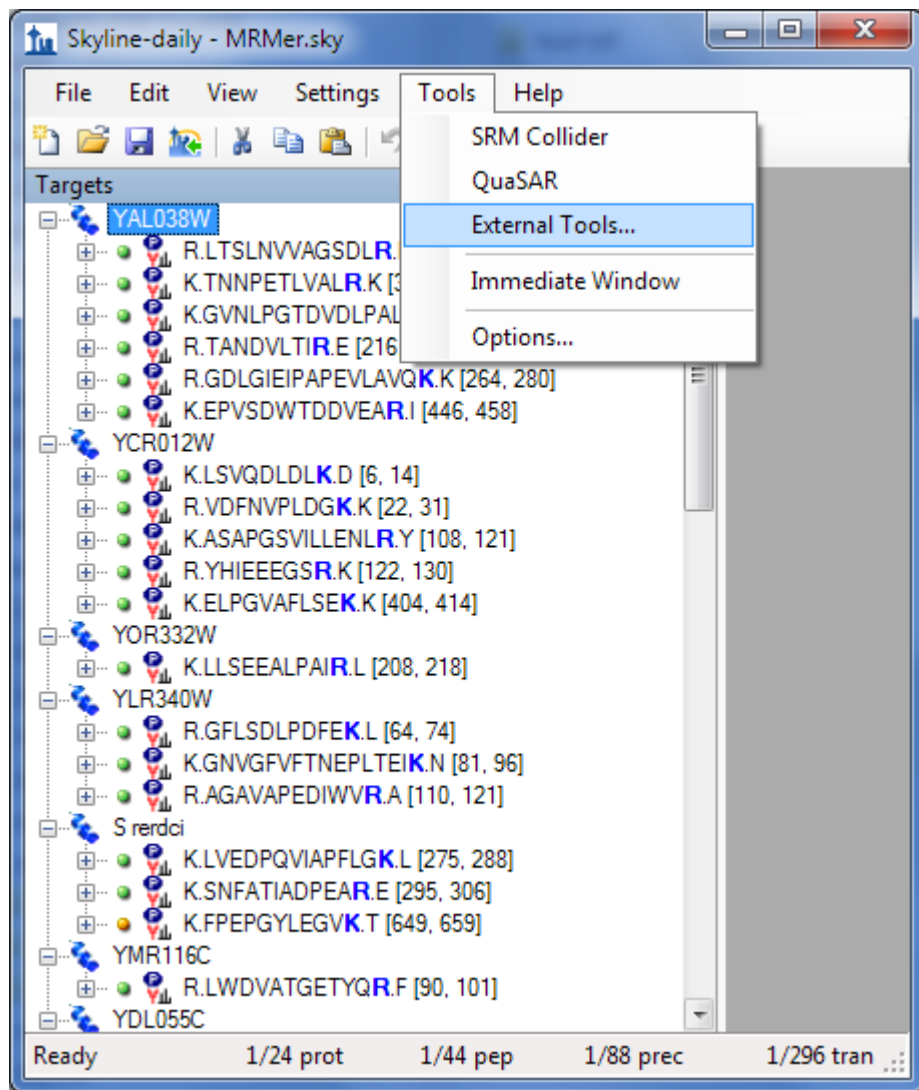 Skyline-daily - MRMer.sky
File Edit View Settings Tools Help
SRM Collider
QuaSAR
External Tools...
Immediate Window
Options...
Targets
YAL038W
R.LTSLNVVAGSDLR.
K.TNNPETLVALR.K [3
K.GVNLPGTDVDLPAL
R.TANDVLTIR.E [216
R.GDLGIEIPAPEVLAVQK.K [264, 280]
K.EPVSDWTDDVEAR.I [446, 458]
YCR012W
K.LSVQDLDLK.D [6, 14]
R.VDFNVPLDGK.K [22, 31]
K.ASAPGSVILLENLR.Y [108, 121]
R.YHIEEEGSR.K [122, 130]
K.ELPGVAFLSEK.K [404, 414]
YOR332W
K.LLSEEALPAIR.L [208, 218]
YLR340W
R.GFLSDLPDFEK.L [64, 74]
K.GNVGFVFTNEPLTEIK.N [81, 96]
R.AGAVAPEDIWVR.A [110, 121]
S rerdci
K.LVEDPQVIAPFLGK.L [275, 288]
K.SNFATIADPEAR.E [295, 306]
K.FPEPGYLEGVK.T [649, 659]
YMR116C
R.LWDVATGETYQR.F [90, 101]
YDL055C
Ready 1/24 prot 1/44 pep 1/88 prec 1/296 tran